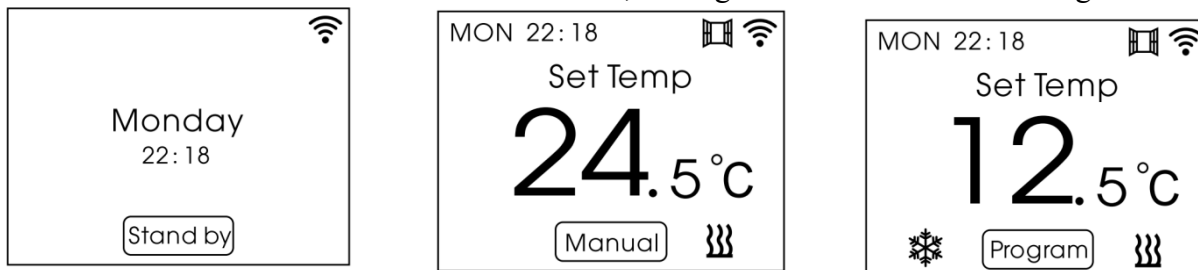 Monday
22:18
Stand by
MON 22:18
Set Temp
24.5°C
Manual
MON 22:18
Set Temp
12.5°C
Program